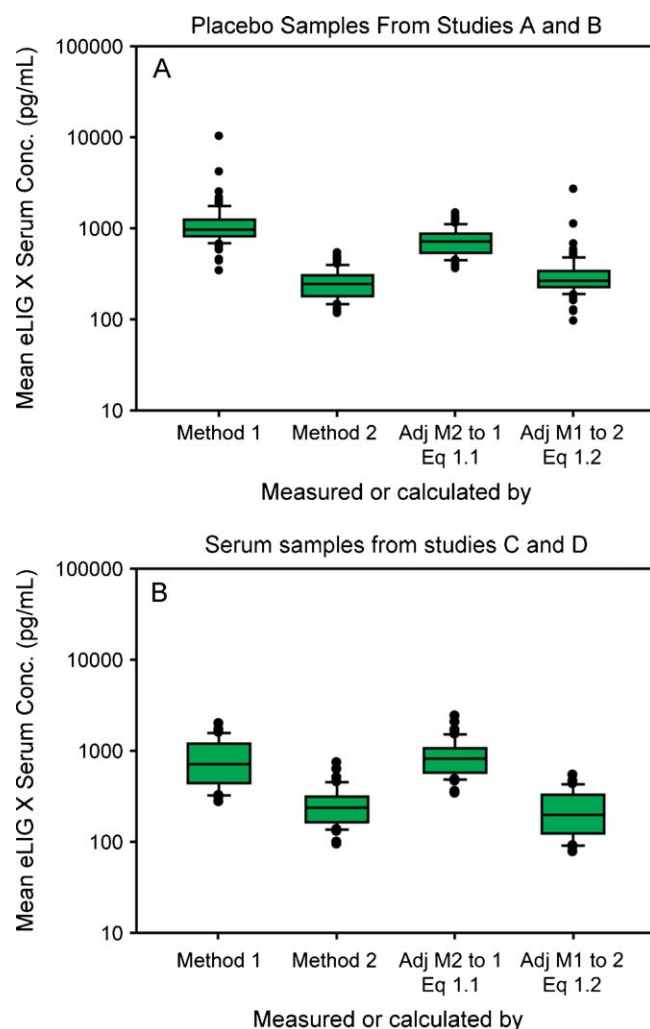 Placebo Samples From Studies A and B
A
Mean eLIG X Serum Conc. (pg/mL)
100000
10000
1000
100
10
Method 1 Method 2 Adj M2 to 1 Adj M1 to 2
Eq 1.1 Eq 1.2
Measured or calculated by
Serum samples from studies C and D
B
Mean eLIG X Serum Conc. (pg/mL)
100000
10000
1000
100
10
Method 1 Method 2 Adj M2 to 1 Adj M1 to 2
Eq 1.1 Eq 1.2
Measured or calculated by